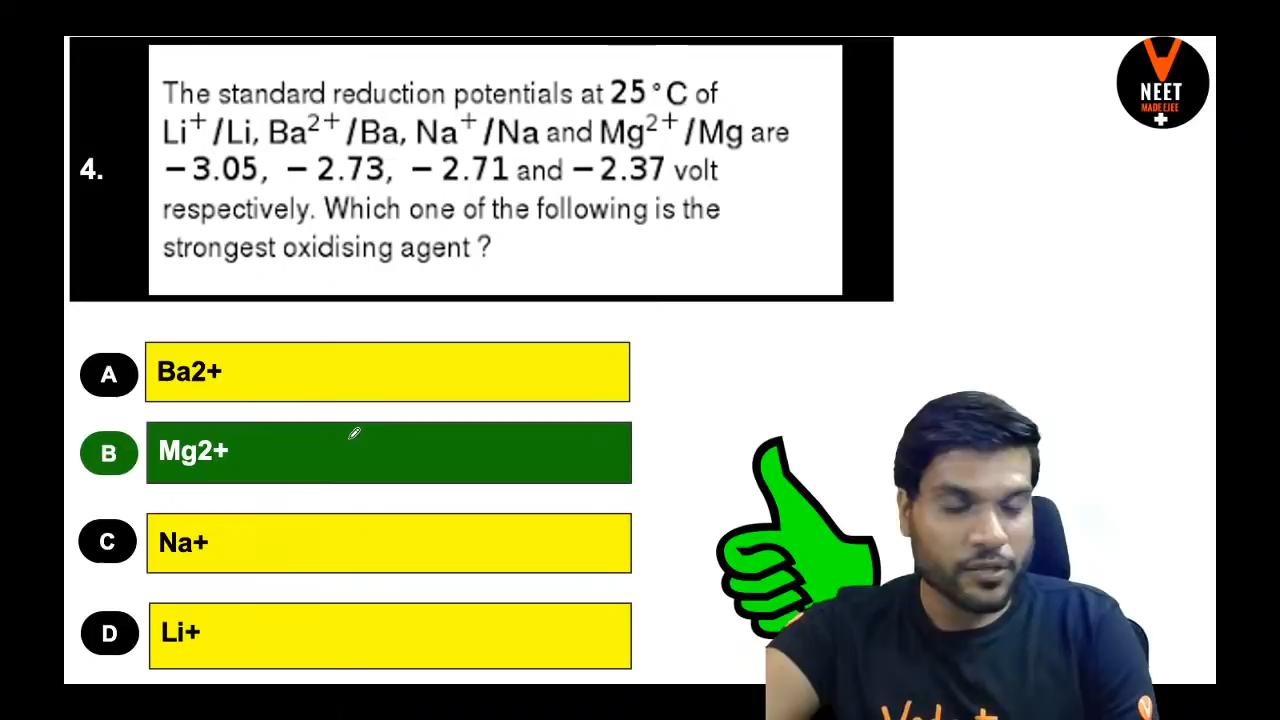 NEET
MADE EJEE
4.
The standard reduction potentials at 25°C of
Li⁺/Li, Ba²⁺/Ba, Na⁺/Na and Mg²⁺/Mg are
−3.05, −2.73, −2.71 and −2.37 volt
respectively. Which one of the following is the
strongest oxidising agent ?
A Ba2+
B Mg2+
C Na+
D Li+